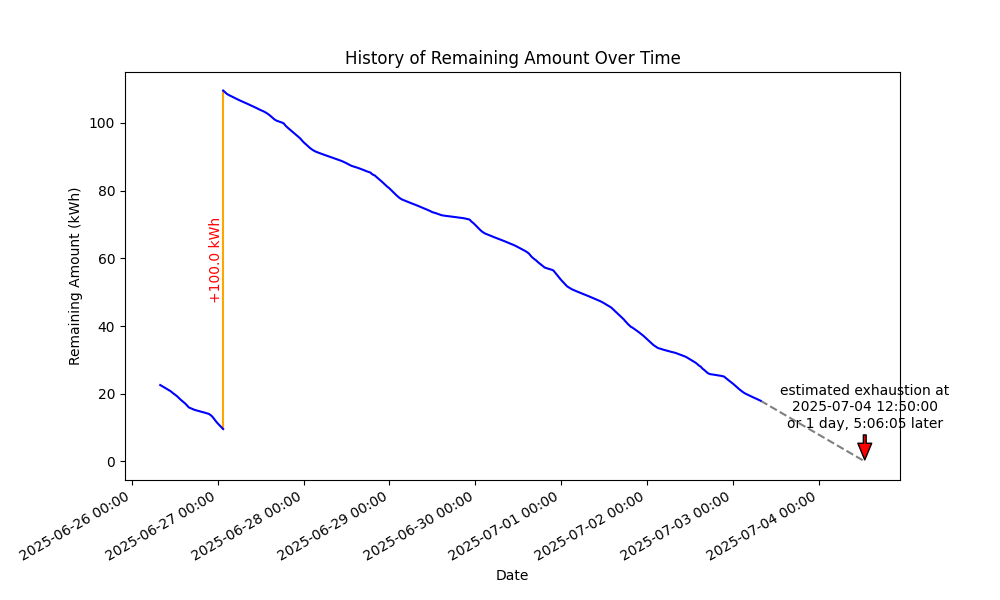 History of Remaining Amount Over Time
Remaining Amount (kWh)
100
80
60
40
20
0
+100.0 kWh
estimated exhaustion at
2025-07-04 12:50:00
or 1 day, 5:06:05 later
2025-06-26 00:00
2025-06-27 00:00
2025-06-28 00:00
2025-06-29 00:00
2025-06-30 00:00
2025-07-01 00:00
2025-07-02 00:00
2025-07-03 00:00
2025-07-04 00:00
Date